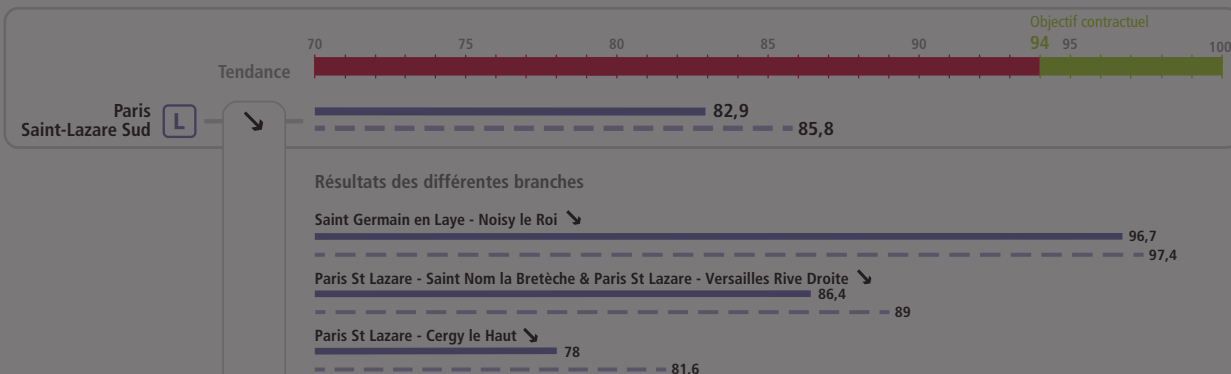 Objectif contractuel
70 75 80 85 90 94 95 100
Tendance
Paris
Saint-Lazare Sud
L
82,9
85,8
Résultats des différentes branches
Saint Germain en Laye - Noisy le Roi
96,7
97,4
Paris St Lazare - Saint Nom la Bretèche & Paris St Lazare - Versailles Rive Droite
86,4
89
Paris St Lazare - Cergy le Haut
78
81,6